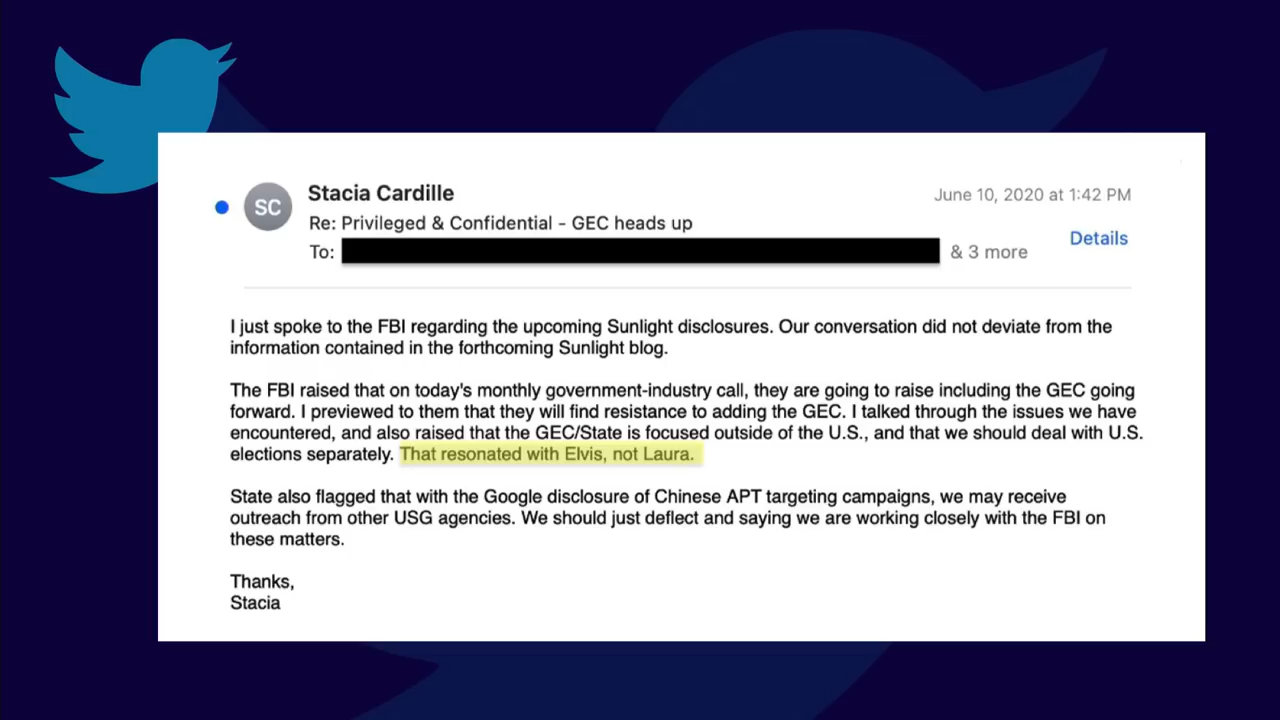 SC
Stacia Cardille
June 10, 2020 at 1:42 PM
Re: Privileged & Confidential - GEC heads up
Details
To:
& 3 more
I just spoke to the FBI regarding the upcoming Sunlight disclosures. Our conversation did not deviate from the
information contained in the forthcoming Sunlight blog.
The FBI raised that on today's monthly government-industry call, they are going to raise including the GEC going
forward. I previewed to them that they will find resistance to adding the GEC. I talked through the issues we have
encountered, and also raised that the GEC/State is focused outside of the U.S., and that we should deal with U.S.
elections separately. That resonated with Elvis, not Laura.
State also flagged that with the Google disclosure of Chinese APT targeting campaigns, we may receive
outreach from other USG agencies. We should just deflect and saying we are working closely with the FBI on
these matters.
Thanks,
Stacia